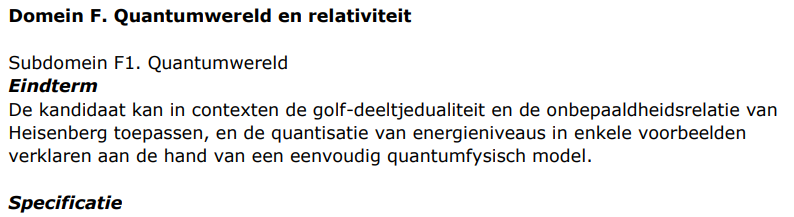 Domein F. Quantumwereld en relativiteit
Subdomein F1. Quantumwereld
Eindterm
De kandidaat kan in contexten de golf-deeltjedualiteit en de onbepaaldheidsrelatie van
Heisenberg toepassen, en de quantisatie van energieniveaus in enkele voorbeelden
verklaren aan de hand van een eenvoudig quantumfysisch model.
Specificatie